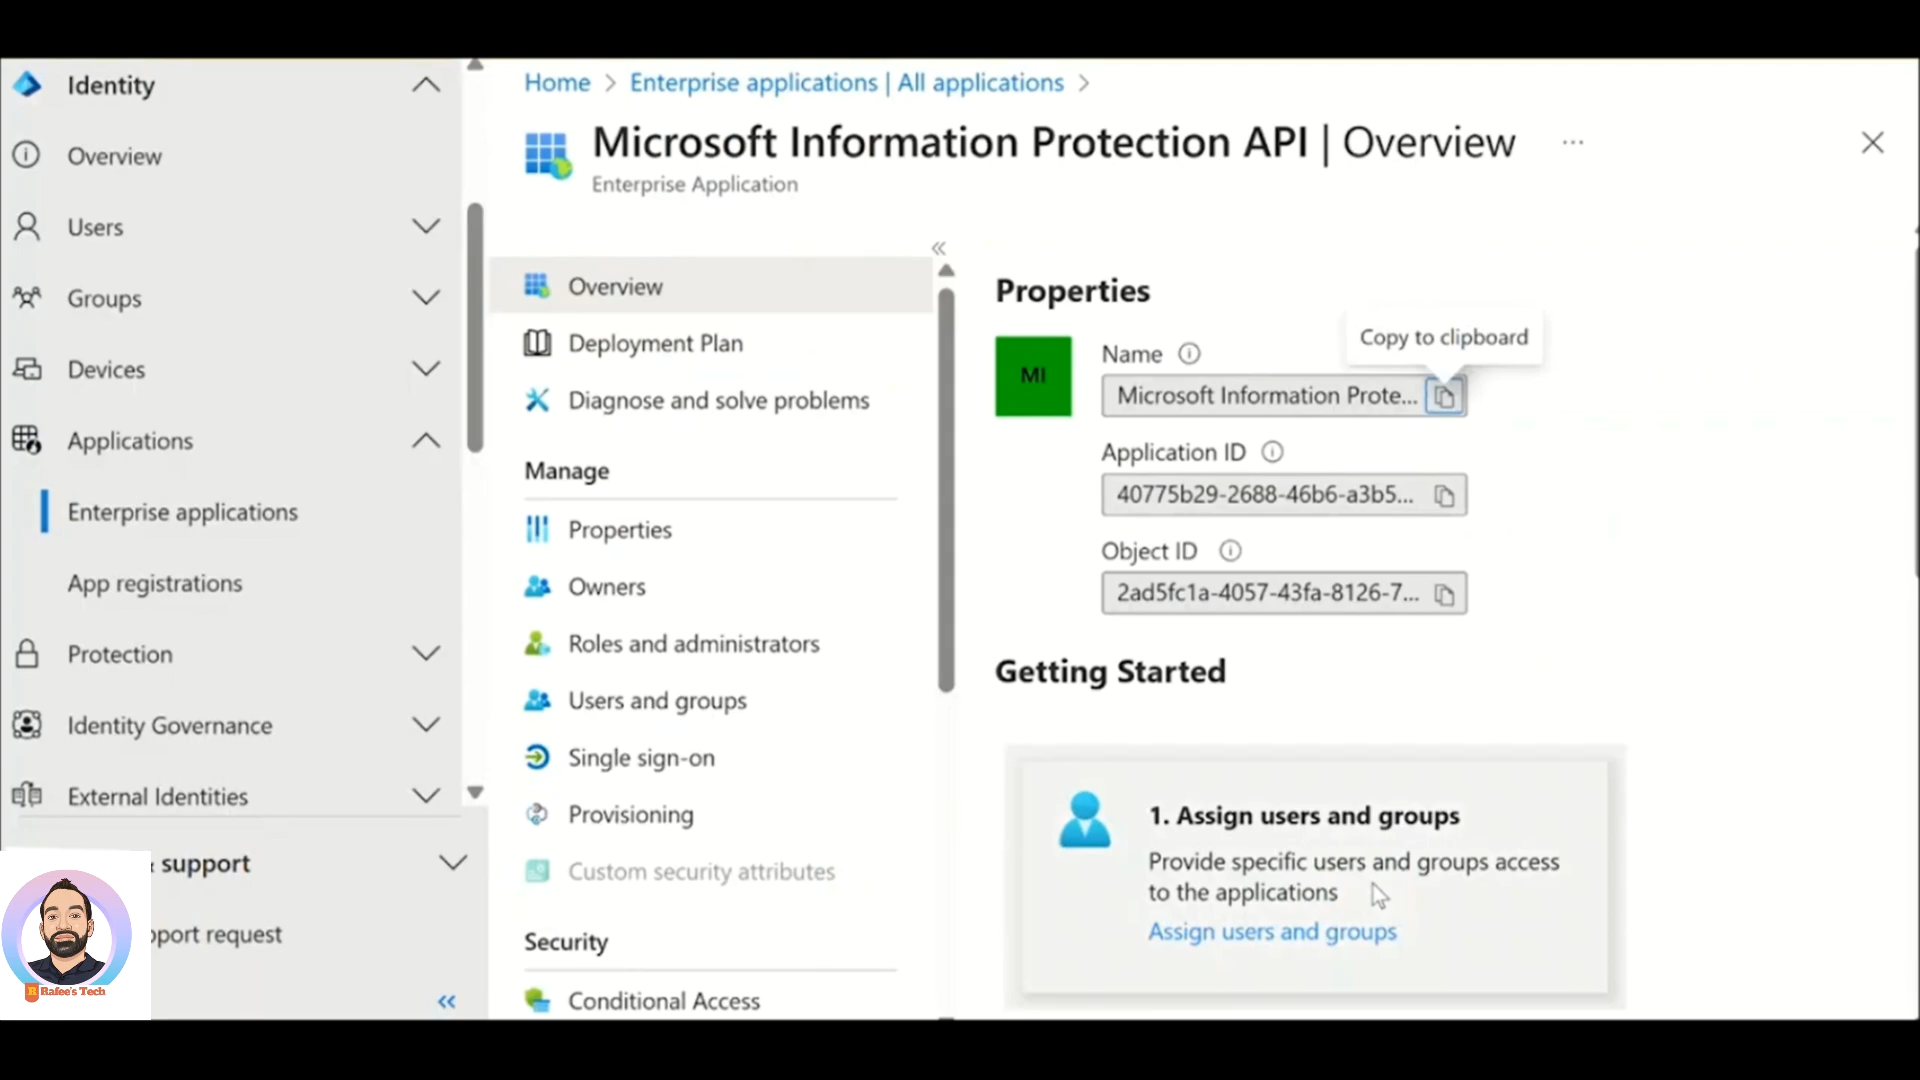 Identity
Overview
Users
Groups
Devices
Applications
Enterprise applications
App registrations
Protection
Identity Governance
External Identities
support
port request
Rafee's Tech
Home > Enterprise applications | All applications >
Microsoft Information Protection API | Overview ...
Enterprise Application
Overview
Deployment Plan
Diagnose and solve problems
Manage
Properties
Owners
Roles and administrators
Users and groups
Single sign-on
Provisioning
Custom security attributes
Security
Conditional Access
Properties
Copy to clipboard
MI
Name
Microsoft Information Prote...
Application ID
40775b29-2688-46b6-a3b5...
Object ID
2ad5fc1a-4057-43fa-8126-7...
Getting Started
1. Assign users and groups
Provide specific users and groups access
to the applications
Assign users and groups